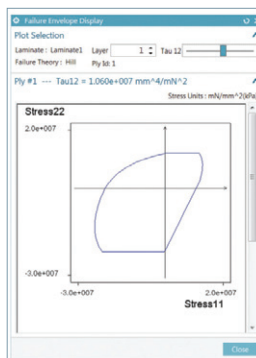 Failure Envelope Display
Plot Selection
Laminate : Laminate1 Layer 1 Tau 12
Failure Theory : Hill Ply Id: 1
Ply #1 --- Tau12 = 1.060e+007 mm^4/mN^2
Stress Units : mN/mm^2(kPa)
Stress22
2.0e+007
-3.0e+007
-3.0e+007 2.0e+007
Stress11
Close